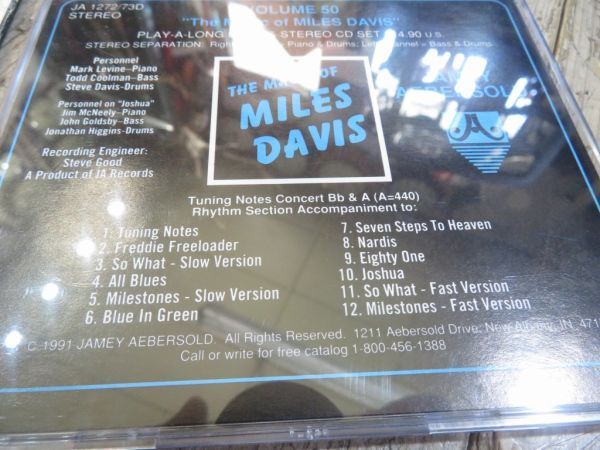 JA 1272/73D
STEREO
VOLUME 50
"The of MILES DAVIS"
PLAY-A-LONG STEREO CD SET 4.90 U.S.
STEREO SEPARATION: Piano & Drums; Left = Bass & Drums
Personnel
Mark Levine–Piano
Todd Coolman–Bass
Steve Davis–Drums
Personnel on "Joshua"
Jim McNeely–Piano
John Goldsby–Bass
Jonathan Higgins–Drums
Recording Engineer:
Steve Good
A Product of JA Records
THE OF
MILES
DAVIS
AEBERSOLD
Tuning Notes Concert Bb & A (A=440)
Rhythm Section Accompaniment to:
1. Tuning Notes
2. Freddie Freeloader
3. So What - Slow Version
4. All Blues
5. Milestones - Slow Version
6. Blue In Green
7. Seven Steps To Heaven
8. Nardis
9. Eighty One
10. Joshua
11. So What - Fast Version
12. Milestones - Fast Version
C 1991 JAMEY AEBERSOLD. All Rights Reserved. 1211 Aebersold Drive, New Albany, IN. 471
Call or write for free catalog 1-800-456-1388